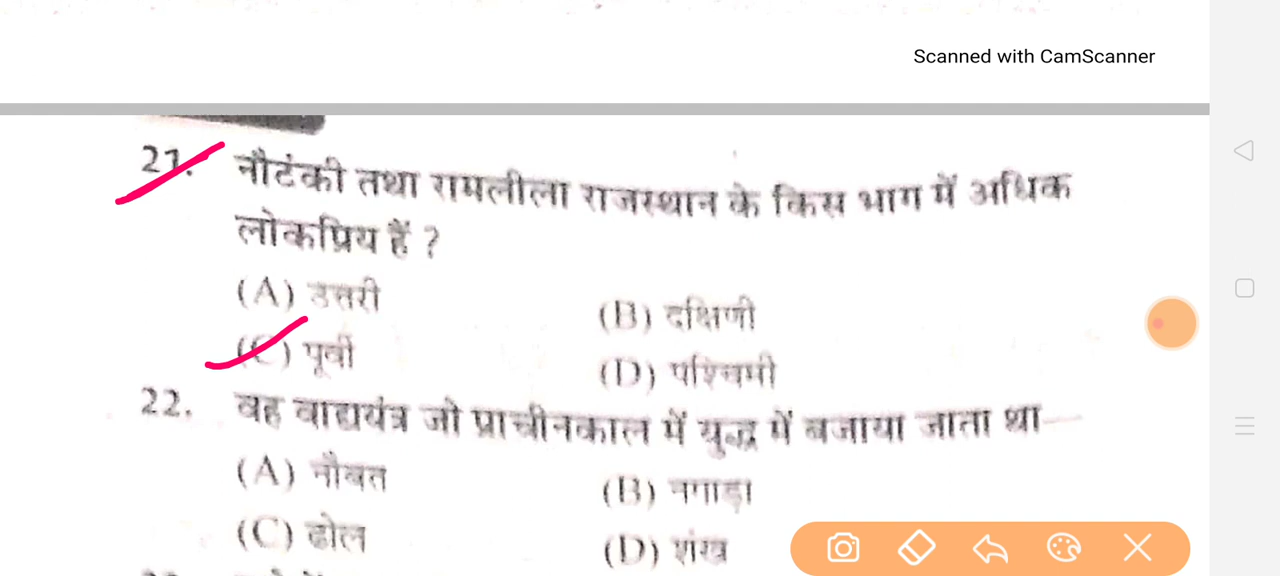 Scanned with CamScanner
21. नौटंकी तथा रामलीला राजस्थान के किस भाग में अधिक
लोकप्रिय हैं ?
(A) उत्तरी
(B) दक्षिणी
(C) पूर्वी
(D) पश्चिमी
22. वह वाद्ययंत्र जो प्राचीनकाल में युद्ध में बजाया जाता था—
(A) नौबत
(B) नगाड़ा
(C) ढोल
(D) शंख